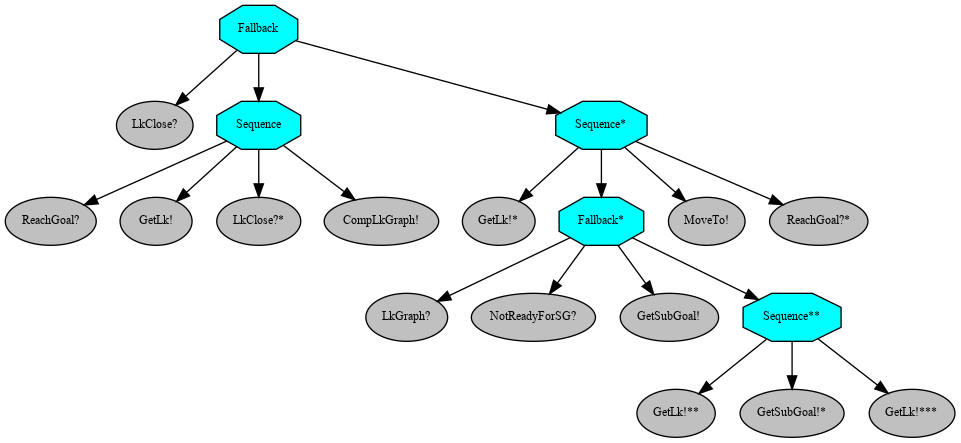 Fallback
LkClose?
Sequence
Sequence*
ReachGoal?
GetLk!
LkClose?*
CompLkGraph!
GetLk!*
Fallback*
MoveTo!
ReachGoal?*
LkGraph?
NotReadyForSG?
GetSubGoal!
Sequence**
GetLk!**
GetSubGoal!*
GetLk!***